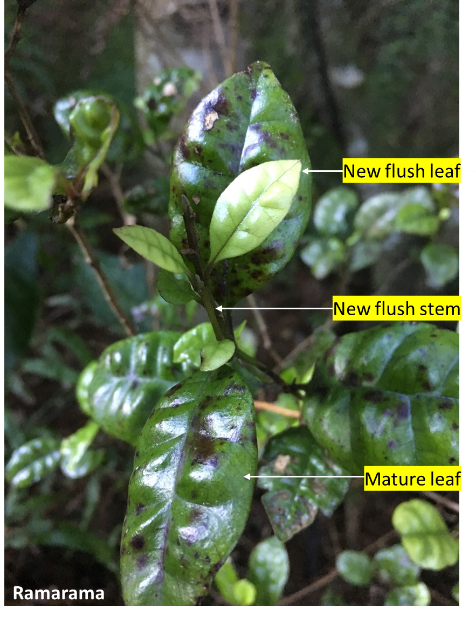 New flush leaf
New flush stem
Mature leaf
Ramarama